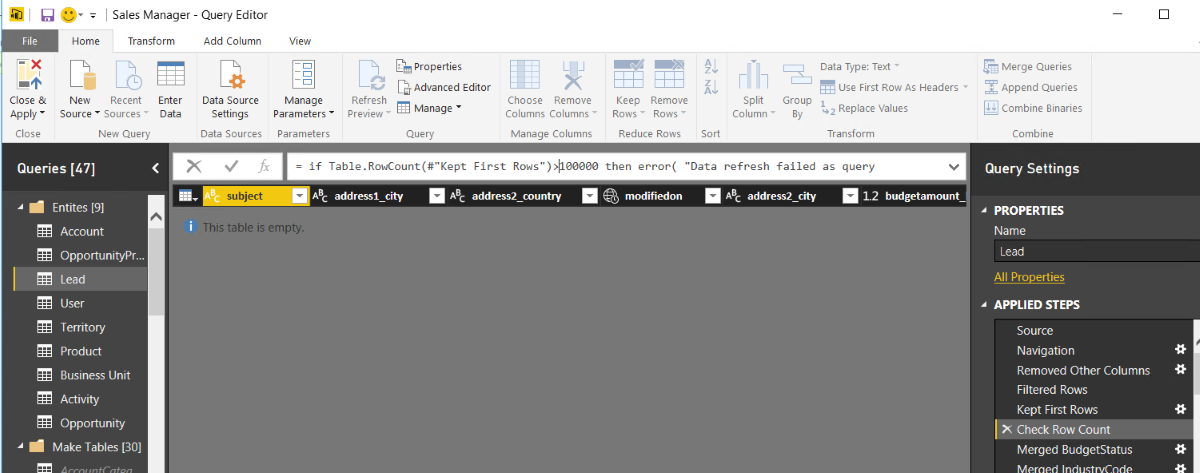 Sales Manager - Query Editor
File Home Transform Add Column View
Close & Apply
New Source
Recent Sources
Enter Data
Data Source Settings
Manage Parameters
Refresh Preview
Properties
Advanced Editor
Manage
Choose Columns
Remove Columns
Keep Rows
Remove Rows
Split Column
Group By
Data Type: Text
Use First Row As Headers
Replace Values
Merge Queries
Append Queries
Combine Binaries
Close New Query Data Sources Parameters Query Manage Columns Reduce Rows Sort Transform Combine
Queries [47]
Entites [9]
Account
OpportunityPr...
Lead
User
Territory
Product
Business Unit
Activity
Opportunity
Make Tables [30]
AccountCateg
= if Table.RowCount(#"Kept First Rows")>100000 then error( "Data refresh failed as query
subject address1_city address2_country modifiedon address2_city 1.2 budgetamount_
This table is empty.
Query Settings
PROPERTIES
Name
Lead
All Properties
APPLIED STEPS
Source
Navigation
Removed Other Columns
Filtered Rows
Kept First Rows
Check Row Count
Merged BudgetStatus
Merged IndustryCode